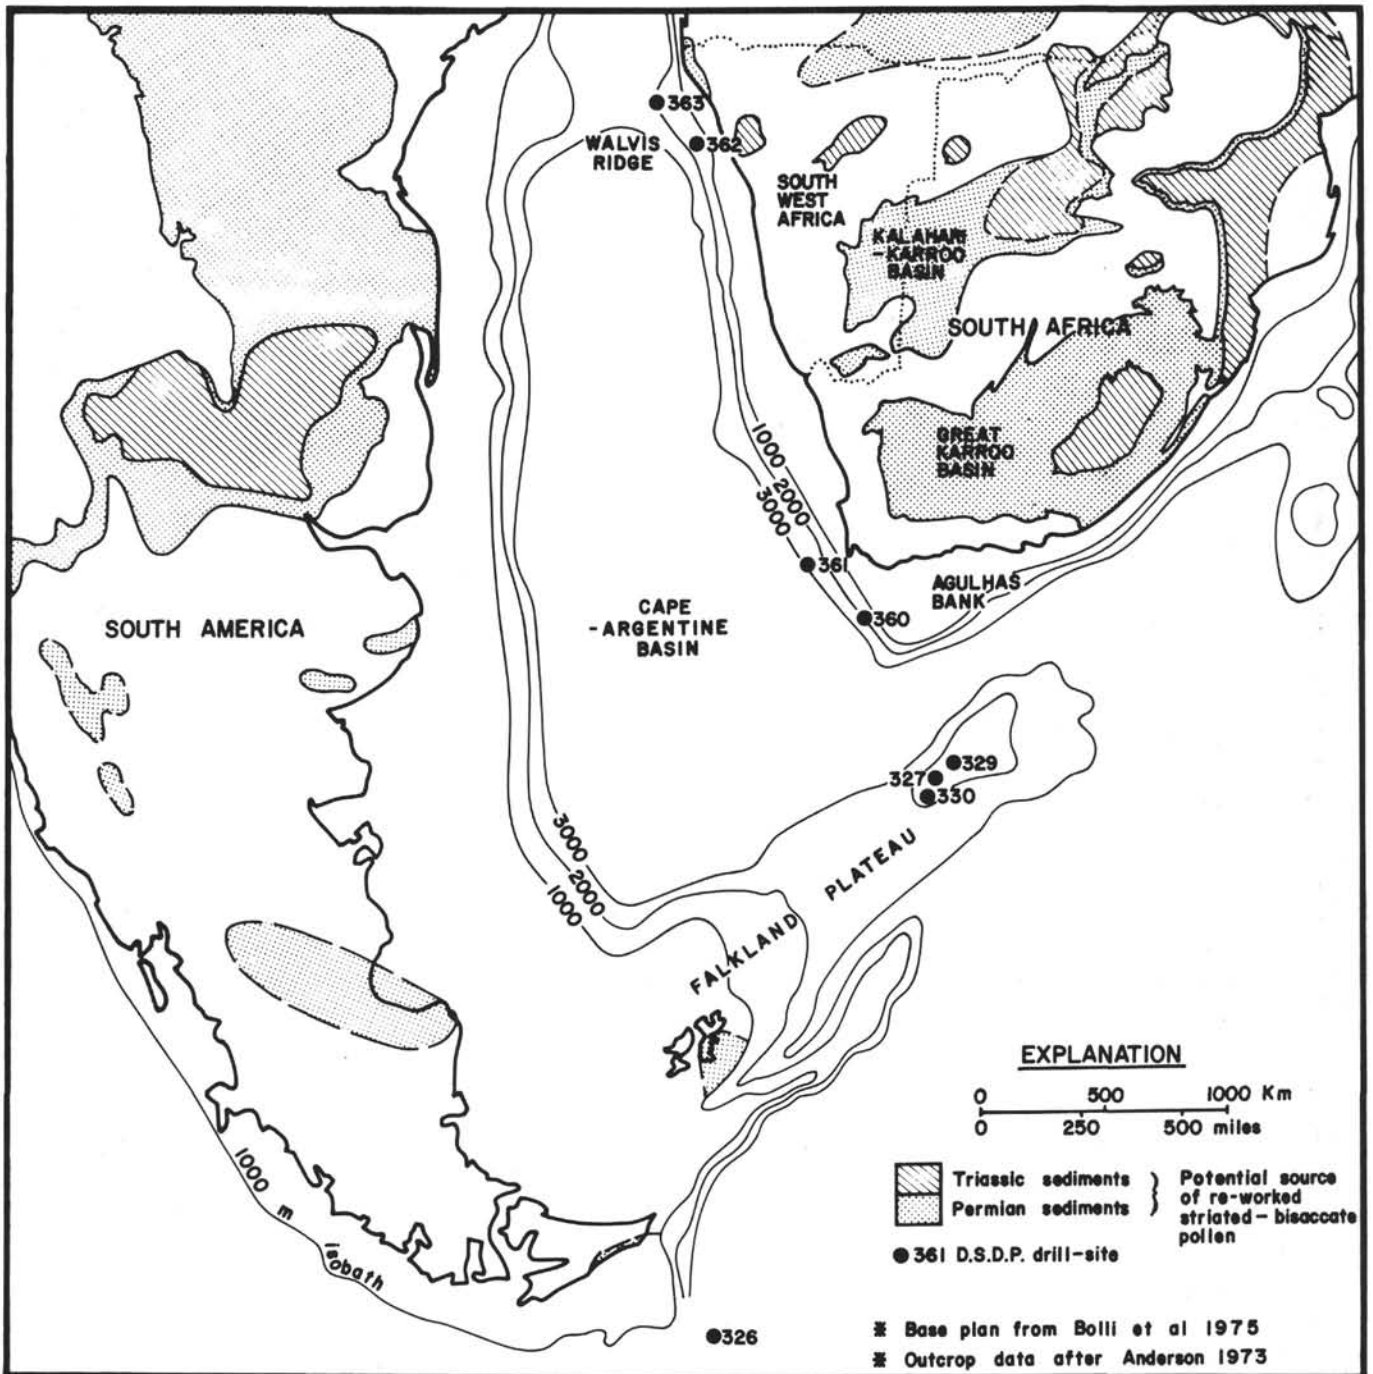 363
362
WALVIS
RIDGE
SOUTH
WEST
AFRICA
KALAHARI
-KARROO
BASIN
SOUTH AFRICA
GREAT
KARROO
BASIN
1000
2000
3000
361
360
AGULHAS
BANK
CAPE
-ARGENTINE
BASIN
SOUTH AMERICA
329
327
330
3000
2000
1000
FALKLAND PLATEAU
EXPLANATION
0 500 1000 Km
0 250 500 miles
Triassic sediments
Permian sediments
Potential source
of re-worked
striated-bisaccate
pollen
361 D.S.D.P. drill-site
1000 m isobath
326
* Base plan from Bolli et al 1975
* Outcrop data after Anderson 1973